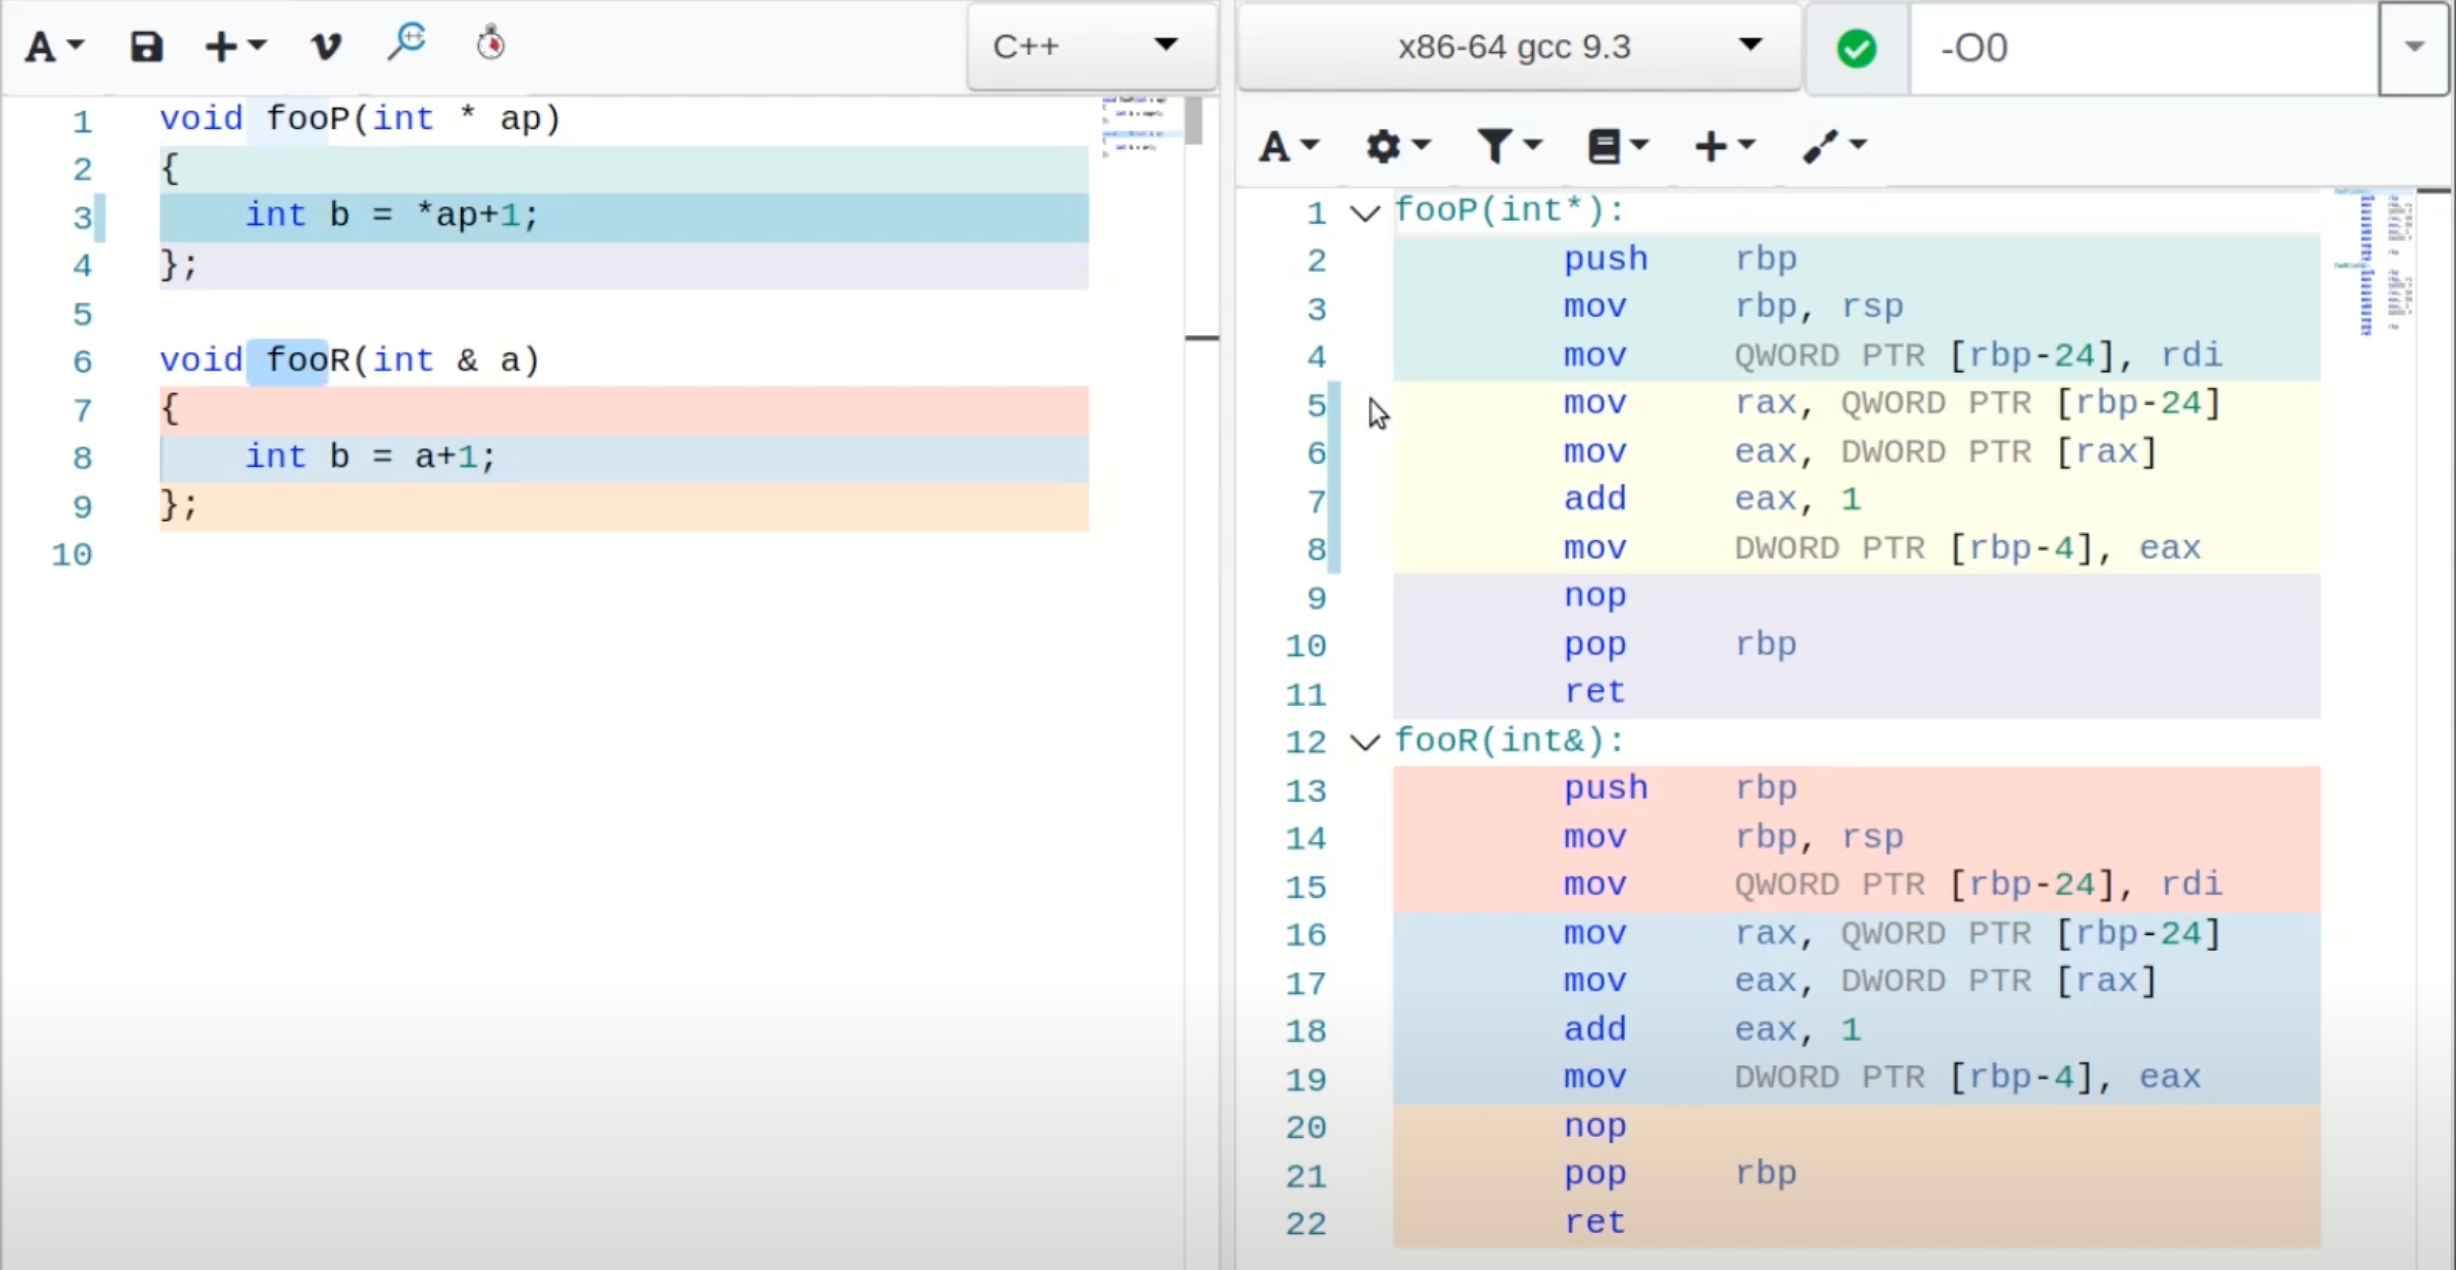 A
C++
1 void fooP(int * ap)
2 {
3     int b = *ap+1;
4 };
5
6 void fooR(int & a)
7 {
8     int b = a+1;
9 };
10
x86-64 gcc 9.3
-O0
A
1 fooP(int*):
2         push    rbp
3         mov     rbp, rsp
4         mov     QWORD PTR [rbp-24], rdi
5         mov     rax, QWORD PTR [rbp-24]
6         mov     eax, DWORD PTR [rax]
7         add     eax, 1
8         mov     DWORD PTR [rbp-4], eax
9         nop
10         pop     rbp
11         ret
12 fooR(int&):
13         push    rbp
14         mov     rbp, rsp
15         mov     QWORD PTR [rbp-24], rdi
16         mov     rax, QWORD PTR [rbp-24]
17         mov     eax, DWORD PTR [rax]
18         add     eax, 1
19         mov     DWORD PTR [rbp-4], eax
20         nop
21         pop     rbp
22         ret